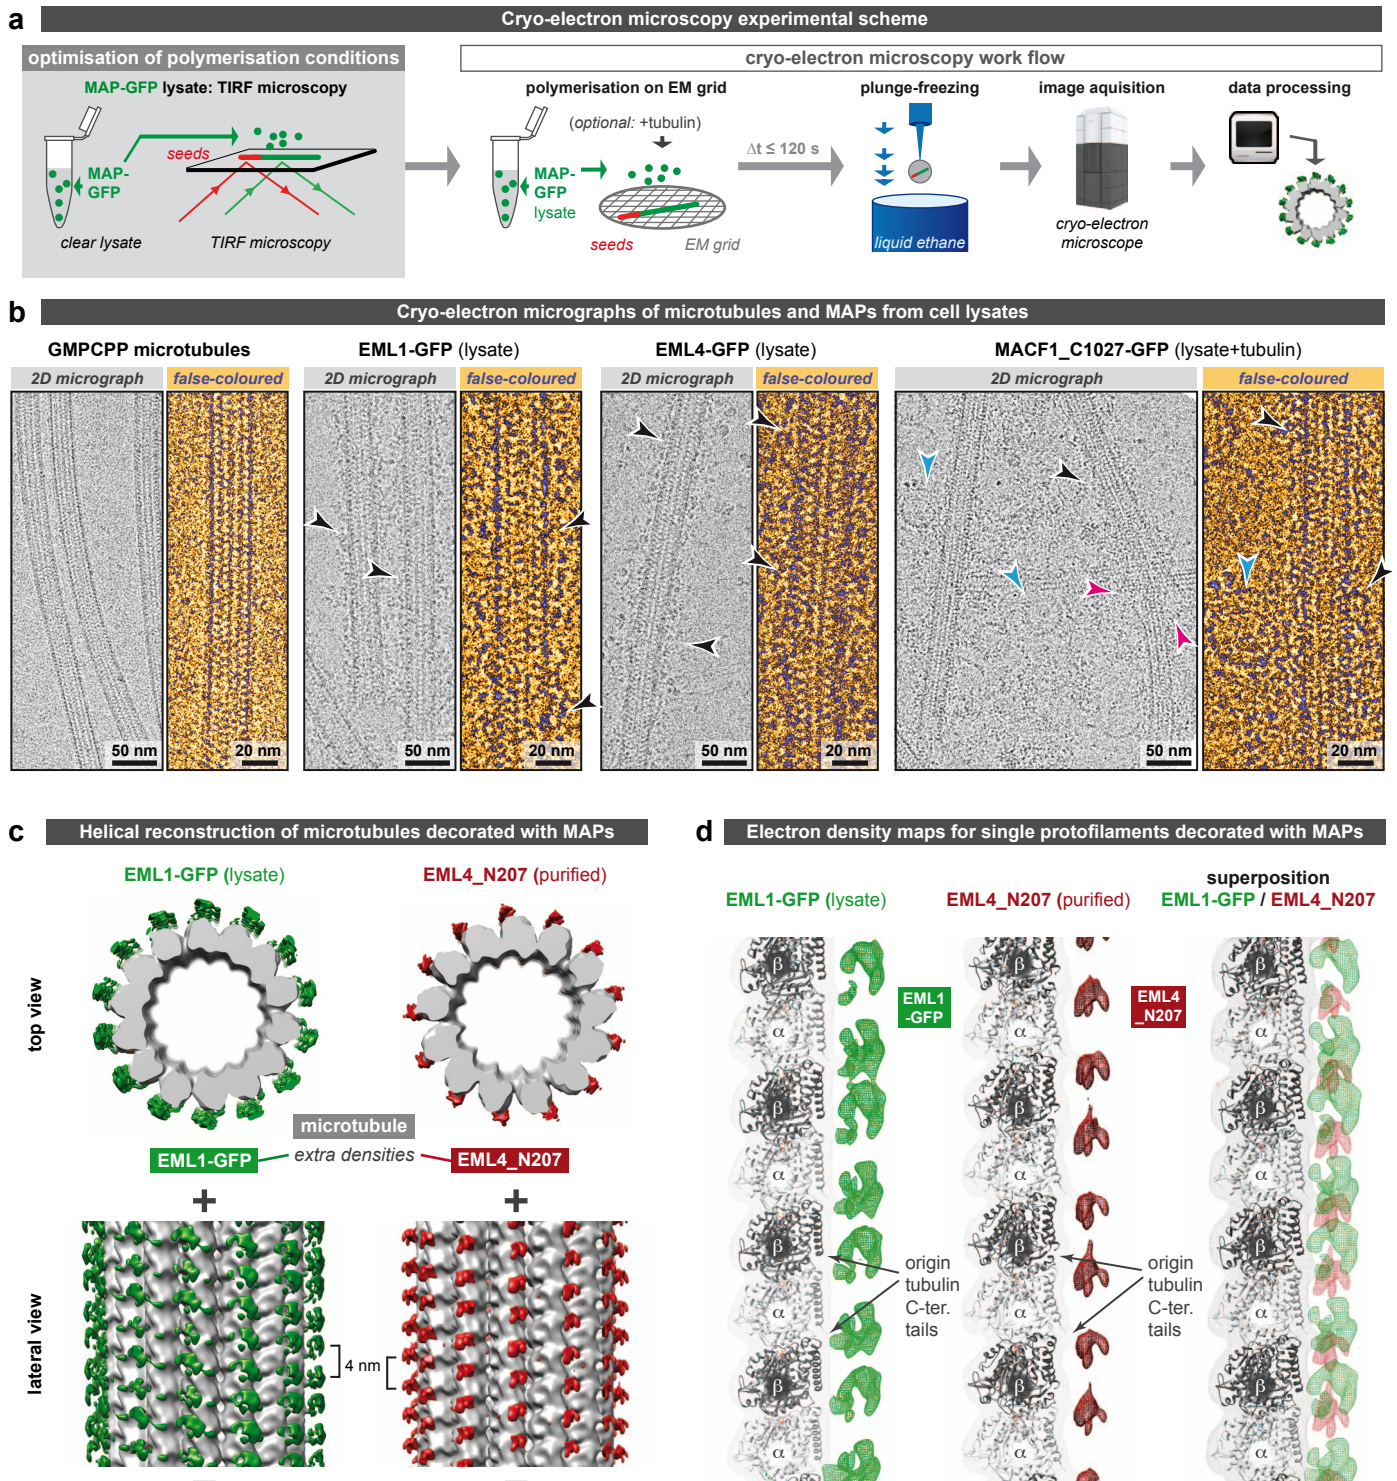 a
Cryo-electron microscopy experimental scheme
optimisation of polymerisation conditions
MAP-GFP lysate: TIRF microscopy
seeds
MAP-
GFP
clear lysate
TIRF microscopy
cryo-electron microscopy work flow
polymerisation on EM grid
(optional: +tubulin)
MAP-
GFP
lysate
seeds
EM grid
Δt ≤ 120 s
plunge-freezing
liquid ethane
image aquisition
cryo-electron
microscope
data processing
b
Cryo-electron micrographs of microtubules and MAPs from cell lysates
GMPCPP microtubules
2D micrograph
false-coloured
50 nm
20 nm
EML1-GFP (lysate)
2D micrograph
false-coloured
50 nm
20 nm
EML4-GFP (lysate)
2D micrograph
false-coloured
50 nm
20 nm
MACF1_C1027-GFP (lysate+tubulin)
2D micrograph
false-coloured
50 nm
20 nm
c
Helical reconstruction of microtubules decorated with MAPs
EML1-GFP (lysate)
EML4_N207 (purified)
top view
microtubule
EML1-GFP
extra densities
EML4_N207
+
+
lateral view
4 nm
d
Electron density maps for single protofilaments decorated with MAPs
EML1-GFP (lysate)
EML4_N207 (purified)
superposition
EML1-GFP / EML4_N207
β
α
β
α
β
α
β
α
EML1
-GFP
origin
tubulin
C-ter.
tails
β
α
β
α
β
α
β
α
EML4
_N207
origin
tubulin
C-ter.
tails
β
α
β
α
β
α
β
α